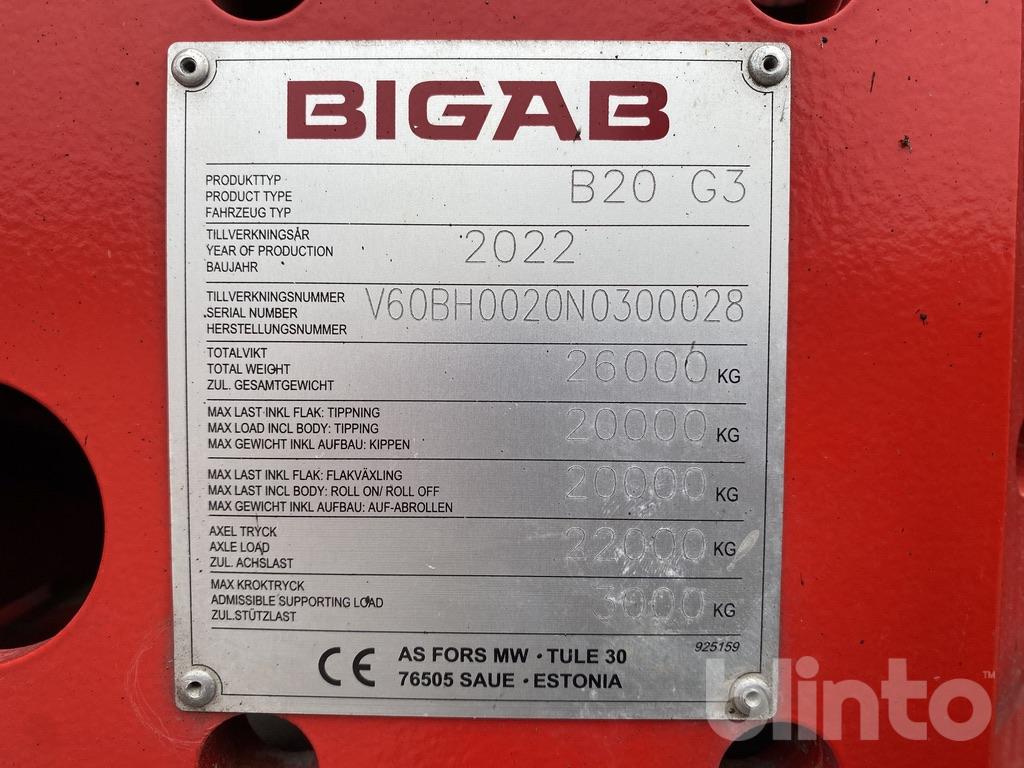 BIGAB
PRODUKTTYP
PRODUCT TYPE
FAHRZEUG TYP
B20 G3
TILLVERKNINGSÅR
YEAR OF PRODUCTION
BAUJAHR
2022
TILLVERKNINGSNUMMER
SERIAL NUMBER
HERSTELLUNGSNUMMER
V60BH0020N0300028
TOTALVIKT
TOTAL WEIGHT
ZUL. GESAMTGEWICHT
26000 KG
MAX LAST INKL FLAK: TIPPNING
MAX LOAD INCL BODY: TIPPING
MAX GEWICHT INKL AUFBAU: KIPPEN
20000 KG
MAX LAST INKL FLAK: FLAKVÄXLING
MAX LAST INCL BODY: ROLL ON/ ROLL OFF
MAX GEWICHT INKL AUFBAU: AUF-ABROLLEN
20000 KG
AXEL TRYCK
AXLE LOAD
ZUL. ACHSLAST
22000 KG
MAX KROKTRYCK
ADMISSIBLE SUPPORTING LOAD
ZUL.STÜTZLAST
3000 KG
925159
CE AS FORS MW · TULE 30
76505 SAUE · ESTONIA
blinto™